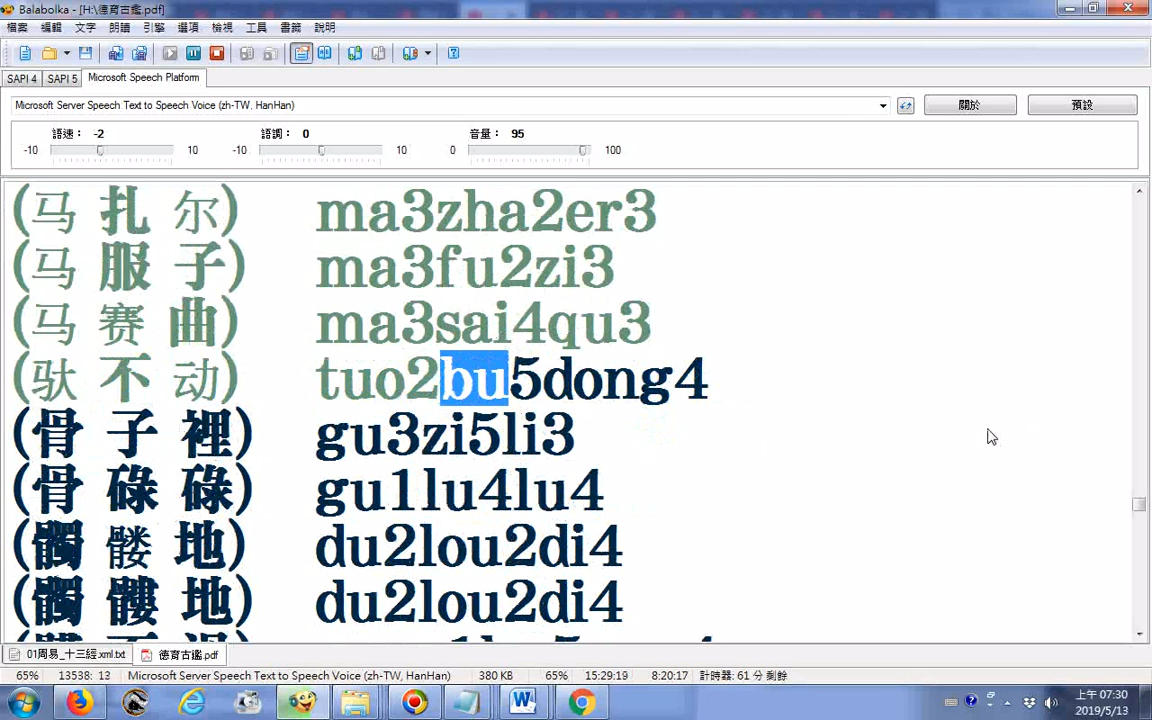 Balabolka - [H:\德育古鑑.pdf]
檔案 編輯 文字 朗讀 引擎 選項 檢視 工具 書籤 說明
SAPI 4 SAPI 5 Microsoft Speech Platform
Microsoft Server Speech Text to Speech Voice (zh-TW, HanHan) 關於 預設
語速： -2 語調： 0 音量： 95
-10 10 -10 10 0 100
(马 扎 尔) ma3zha2er3
(马 服 子) ma3fu2zi3
(马 赛 曲) ma3sai4qu3
(驮 不 动) tuo2bu5dong4
(骨 子 裡) gu3zi5li3
(骨 碌 碌) gu1lu4lu4
(髑 髅 地) du2lou2di4
(髑 髏 地) du2lou2di4
01周易_十三經.xml.txt 德育古鑑.pdf
65% 13538: 12 Microsoft Server Speech Text to Speech Voice (zh-TW, HanHan) 380 KB 65% 15:29:19 8:20:17 計時器: 61 分 剩餘
上午 07:30
2019/5/13